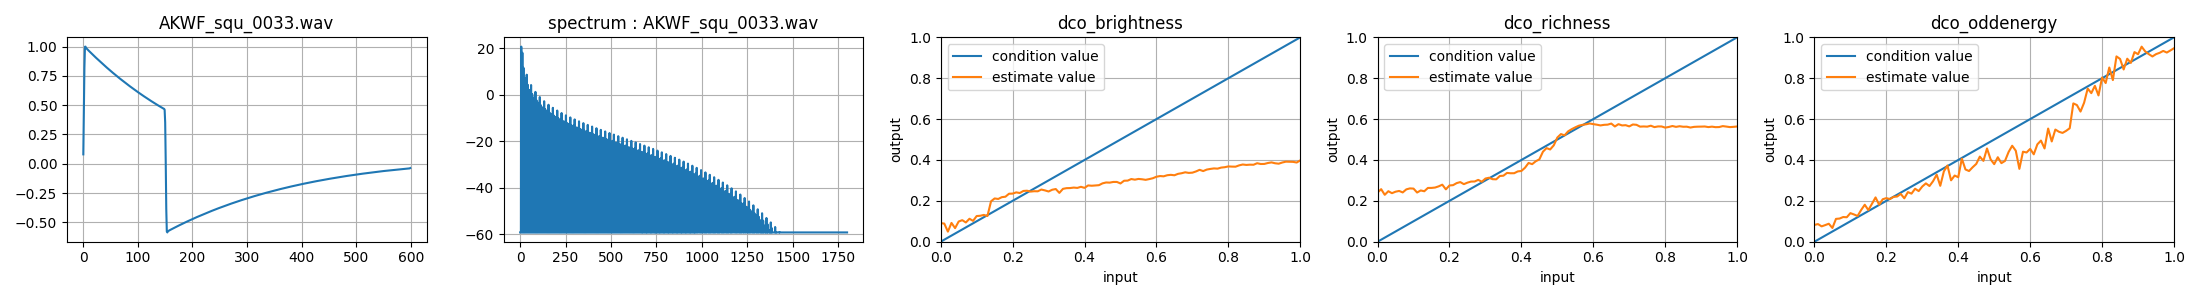 AKWF_squ_0033.wav
1.00
0.75
0.50
0.25
0.00
−0.25
−0.50
0 100 200 300 400 500 600
spectrum : AKWF_squ_0033.wav
20
0
−20
−40
−60
0 250 500 750 1000 1250 1500 1750
dco_brightness
condition value
estimate value
output
1.0
0.8
0.6
0.4
0.2
0.0
0.0 0.2 0.4 0.6 0.8 1.0
input
dco_richness
condition value
estimate value
output
1.0
0.8
0.6
0.4
0.2
0.0
0.0 0.2 0.4 0.6 0.8 1.0
input
dco_oddenergy
condition value
estimate value
output
1.0
0.8
0.6
0.4
0.2
0.0
0.0 0.2 0.4 0.6 0.8 1.0
input